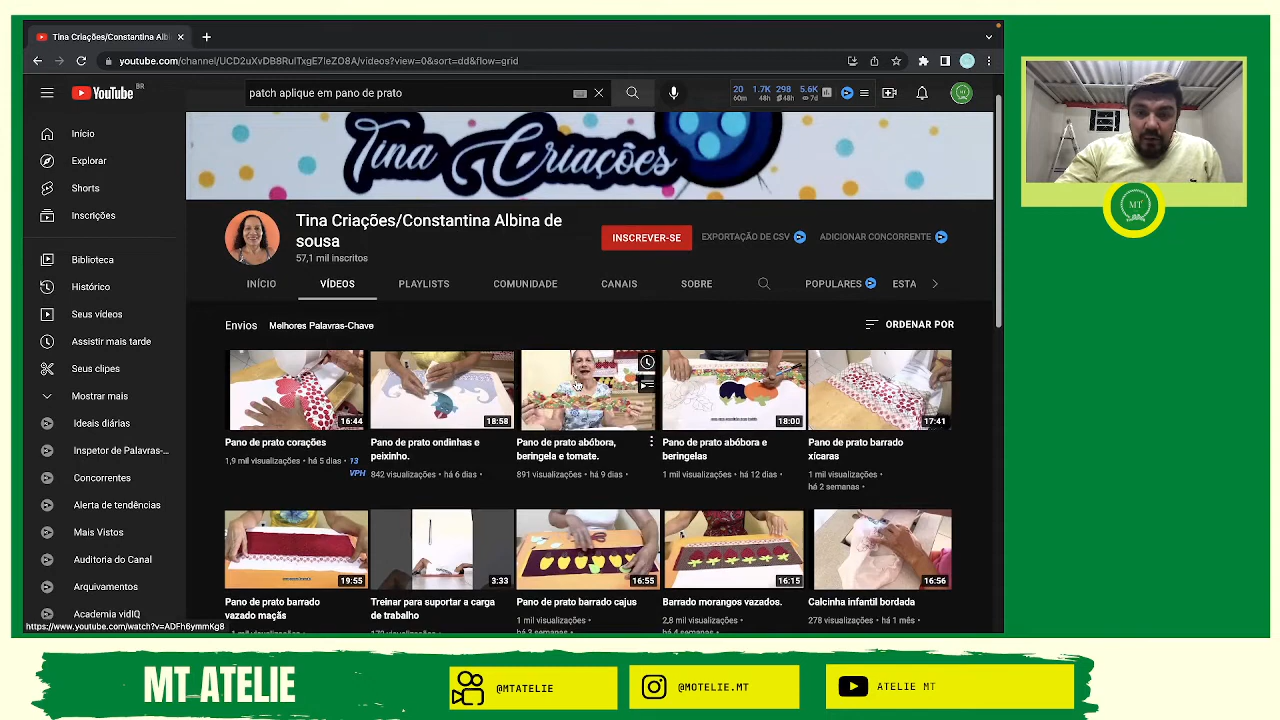 Tina Criações/Constantina Albi
youtube.com/channel/UCD2uXvDB8RulTxgE7leZO8A/videos?view=0&sort=dd&flow=grid
YouTube BR
patch aplique em pano de prato
20 1.7K 298 5.6K
60m 48h 48h 7d
MT
Início
Explorar
Shorts
Inscrições
Biblioteca
Histórico
Seus vídeos
Assistir mais tarde
Seus clipes
Mostrar mais
Ideias diárias
Inspetor de Palavras-...
Concorrentes
Alerta de tendências
Mais Vistos
Auditoria do Canal
Arquivamentos
Academia vidIQ
https://www.youtube.com/watch?v=ADFh6ymmKg8
Tina Criações
Tina Criações/Constantina Albina de
sousa
57,1 mil inscritos
INSCREVER-SE
EXPORTAÇÃO DE CSV
ADICIONAR CONCORRENTE
INÍCIO
VÍDEOS
PLAYLISTS
COMUNIDADE
CANAIS
SOBRE
POPULARES
ESTA
Envios
Melhores Palavras-Chave
ORDENAR POR
16:44
18:58
18:00
17:41
Pano de prato corações
1,9 mil visualizações • há 5 dias • 13
VPH
Pano de prato ondinhas e
peixinho.
842 visualizações • há 6 dias •
Pano de prato abóbora,
beringela e tomate.
891 visualizações • há 9 dias •
Pano de prato abóbora e
beringelas
1 mil visualizações • há 12 dias •
Pano de prato barrado
xícaras
1 mil visualizações •
há 2 semanas •
19:55
3:33
16:55
16:15
16:56
Pano de prato barrado
vazado maçãs
Treinar para suportar a carga
de trabalho
Pano de prato barrado cajus
1 mil visualizações •
Barrado morangos vazados.
2,8 mil visualizações •
Calcinha infantil bordada
278 visualizações • há 1 mês •
MT
MT ATELIE
@MTATELIE
@MOTELIE.MT
ATELIE MT